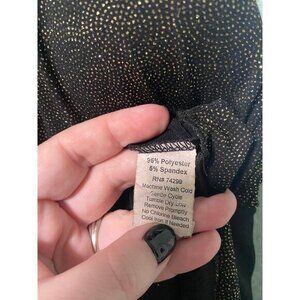 95% Polyester
5% Spandex
RN# 74299
Machine Wash Cold
Gentle Cycle
Tumble Dry Low
Remove Promptly
No Chlorine Bleach
Cool Iron If Needed